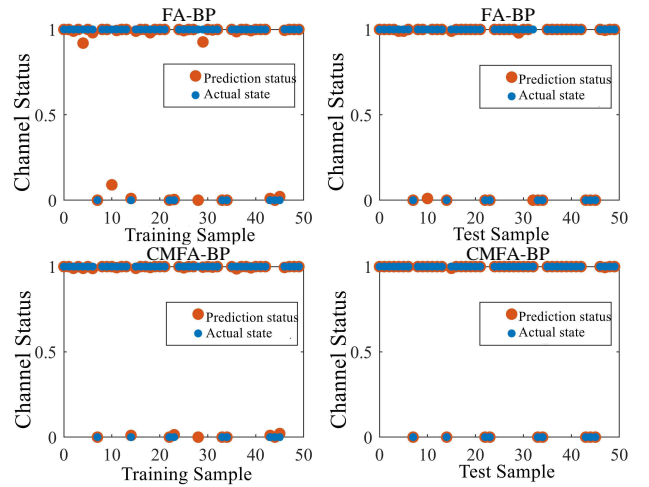 FA-BP
1
0.5
0
Channel Status
Prediction status
Actual state
0 10 20 30 40 50
Training Sample
FA-BP
1
0.5
0
Channel Status
Prediction status
Actual state
0 10 20 30 40 50
Test Sample
CMFA-BP
1
0.5
0
Channel Status
Prediction status
Actual state
0 10 20 30 40 50
Training Sample
CMFA-BP
1
0.5
0
Channel Status
Prediction status
Actual state
0 10 20 30 40 50
Test Sample